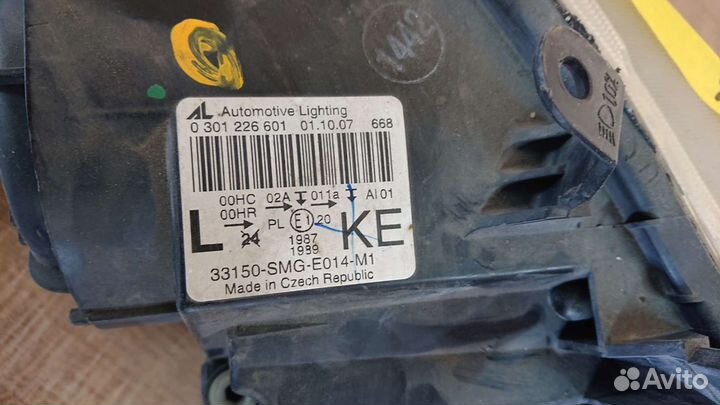 1442
AL Automotive Lighting
0 301 226 601 01.10.07 668
00HC 02A 011a AI 01
00HR PL E1 20
L 24 1987 KE
1989
33150-SMG-E014-M1
Made in Czech Republic
Avito